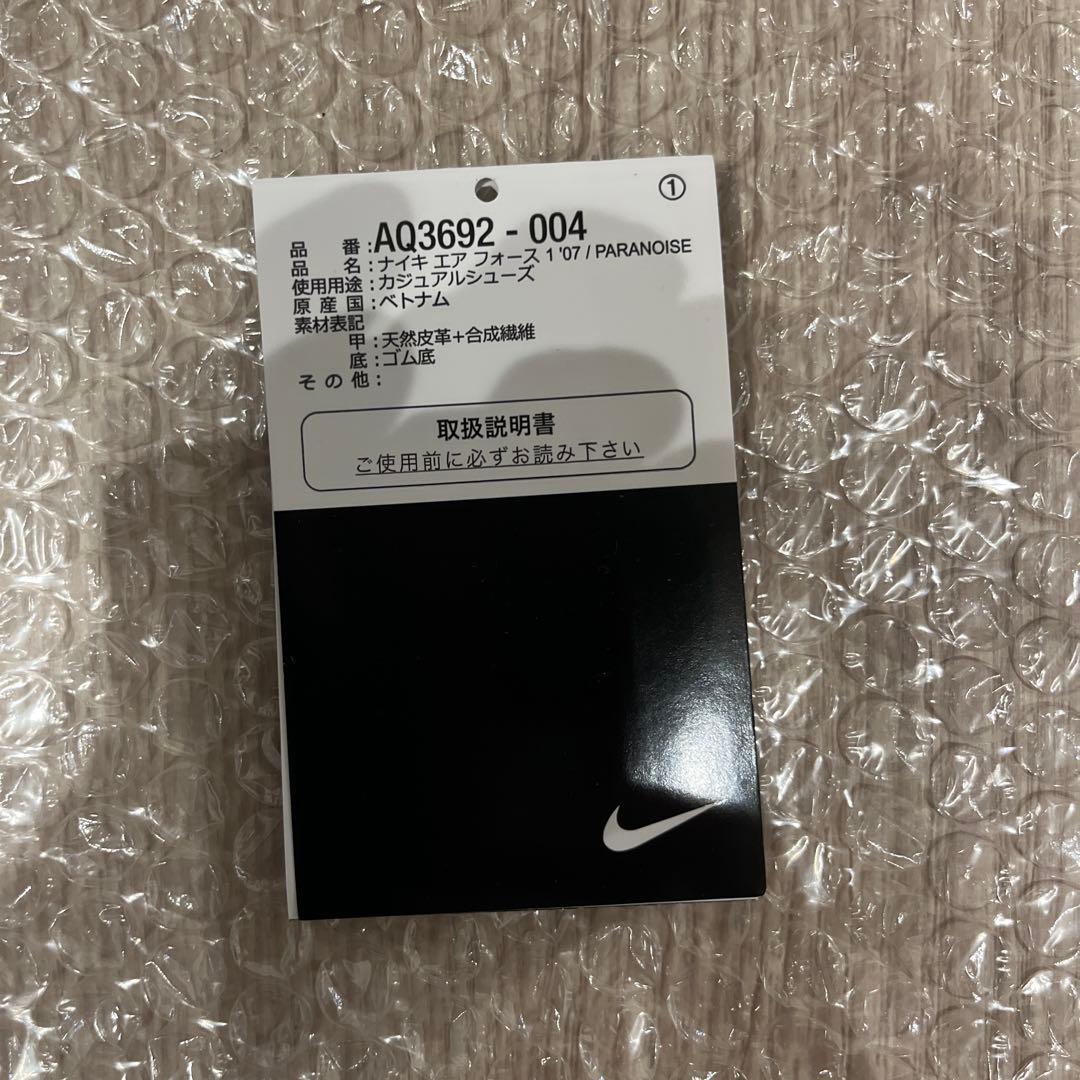 ①
品番:AQ3692 - 004
品名:ナイキ エア フォース 1 '07 / PARANOISE
使用用途:カジュアルシューズ
原産国:ベトナム
素材表記
甲:天然皮革+合成繊維
底:ゴム底
その他:
取扱説明書
ご使用前に必ずお読み下さい